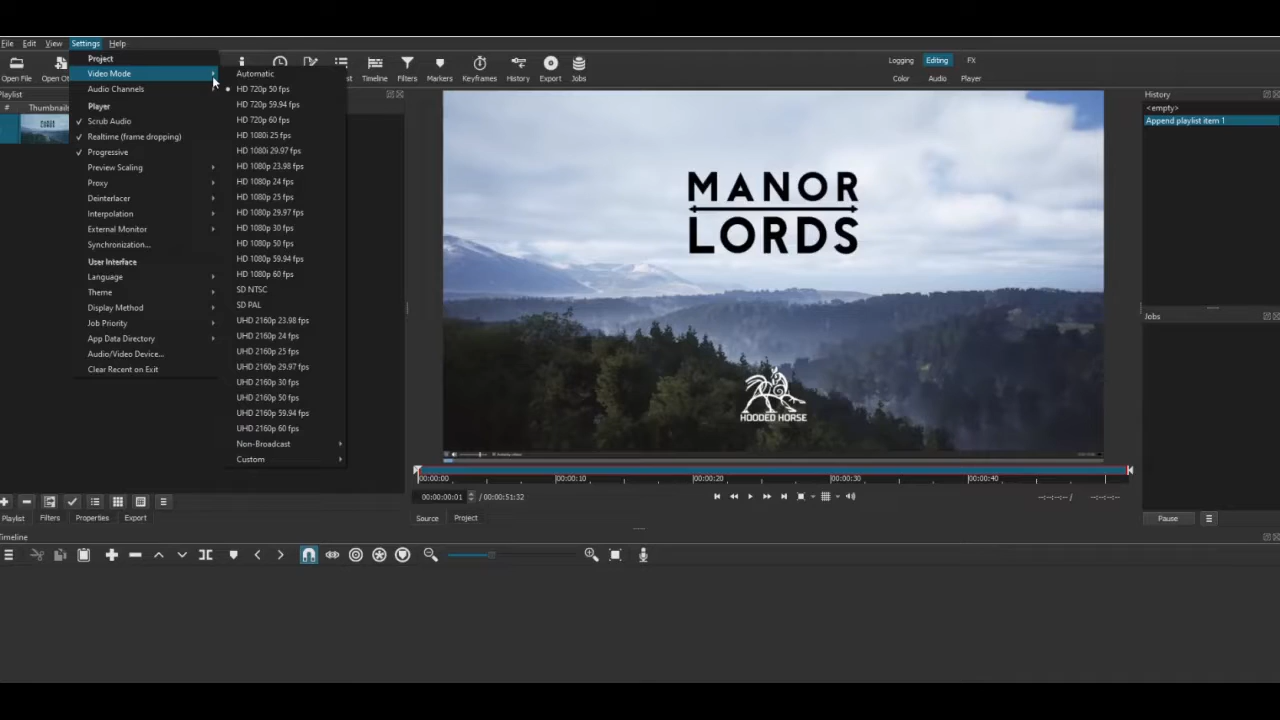 File Edit View Settings Help
Open File
Open Ot
Timeline
Filters
Markers
Keyframes
History
Export
Jobs
Logging Editing FX
Color Audio Player
Playlist
# Thumbnails
Project
Video Mode
Audio Channels
Player
Scrub Audio
Realtime (frame dropping)
Progressive
Preview Scaling
Proxy
Deinterlacer
Interpolation
External Monitor
Synchronization...
User Interface
Language
Theme
Display Method
Job Priority
App Data Directory
Audio/Video Device...
Clear Recent on Exit
Automatic
HD 720p 50 fps
HD 720p 59.94 fps
HD 720p 60 fps
HD 1080i 25 fps
HD 1080i 29.97 fps
HD 1080p 23.98 fps
HD 1080p 24 fps
HD 1080p 25 fps
HD 1080p 29.97 fps
HD 1080p 30 fps
HD 1080p 50 fps
HD 1080p 59.94 fps
HD 1080p 60 fps
SD NTSC
SD PAL
UHD 2160p 23.98 fps
UHD 2160p 24 fps
UHD 2160p 25 fps
UHD 2160p 29.97 fps
UHD 2160p 30 fps
UHD 2160p 50 fps
UHD 2160p 59.94 fps
UHD 2160p 60 fps
Non-Broadcast
Custom
MANOR
LORDS
HOODED HORSE
History
<empty>
Append playlist item 1
Jobs
Pause
00:00:00 00:00:10 00:00:20 00:00:30 00:00:40
00:00:00:01 / 00:00:51:32
--:--:--:-- / --:--:--:--
Source Project
Playlist Filters Properties Export
Timeline